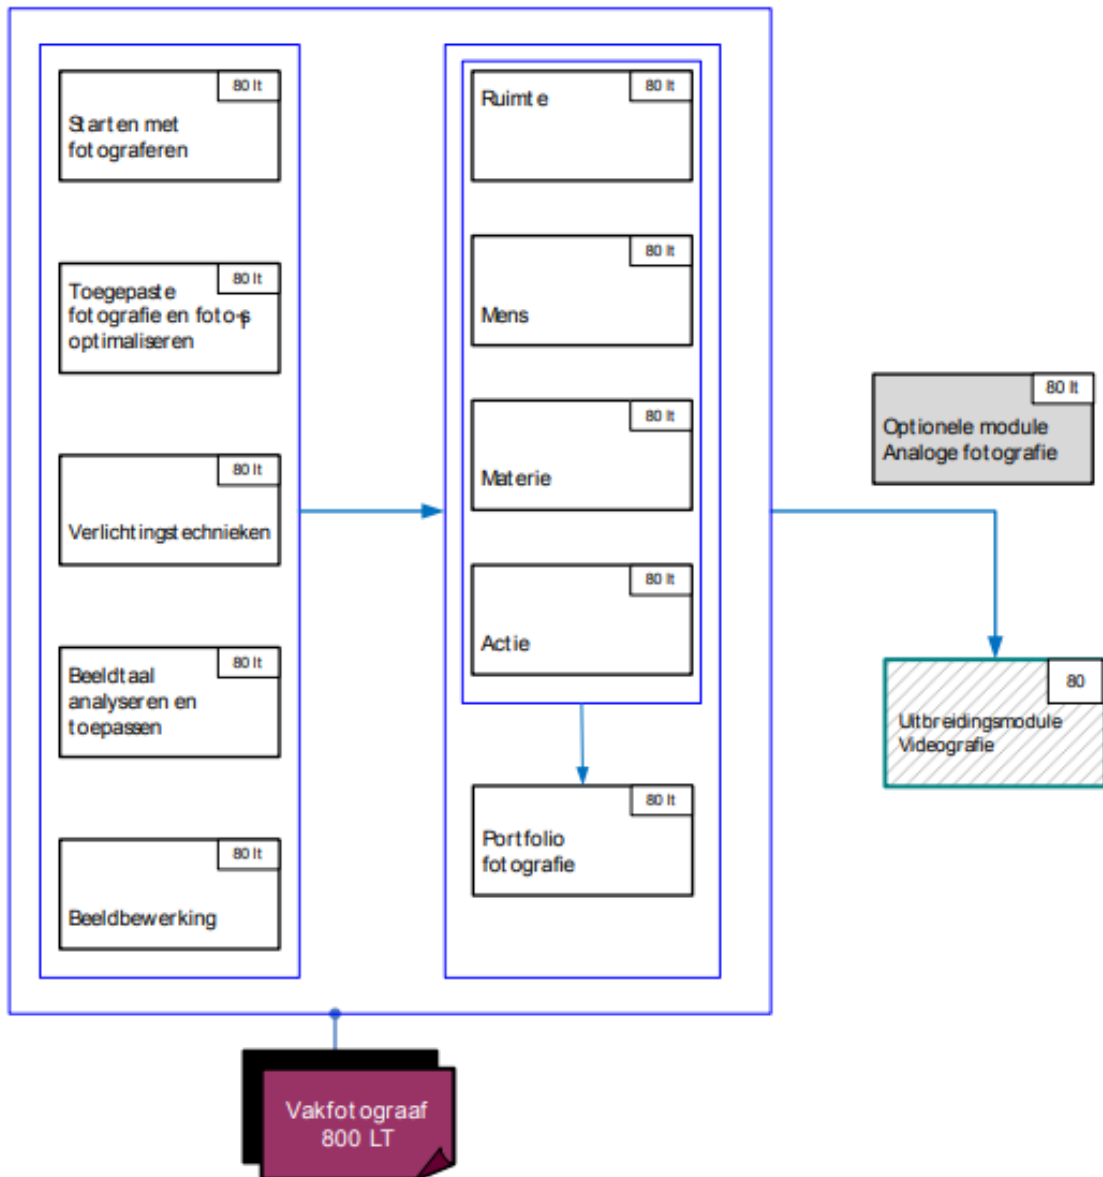 80 lt
Starten met
fotograferen
80 lt
Toegepaste
fotografie en foto-s
optimaliseren
80 lt
Verlichtingstechnieken
80 lt
Beeldtaal
analyseren en
toepassen
80 lt
Beeldbewerking
80 lt
Ruimte
80 lt
Mens
80 lt
Materie
80 lt
Actie
80 lt
Portfolio
fotografie
80 lt
Optionele module
Analoge fotografie
80
Uitbreidingsmodule
Videografie
Vakfotograaf
800 LT